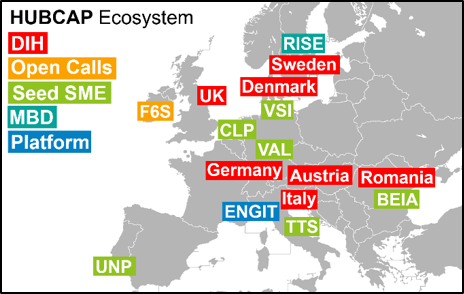 HUBCAP Ecosystem
DIH
Open Calls
Seed SME
MBD
Platform
RISE
Sweden
Denmark
UK
VSI
F6S
CLP
VAL
Germany
Austria
Romania
Italy
BEIA
ENGIT
TTS
UNP